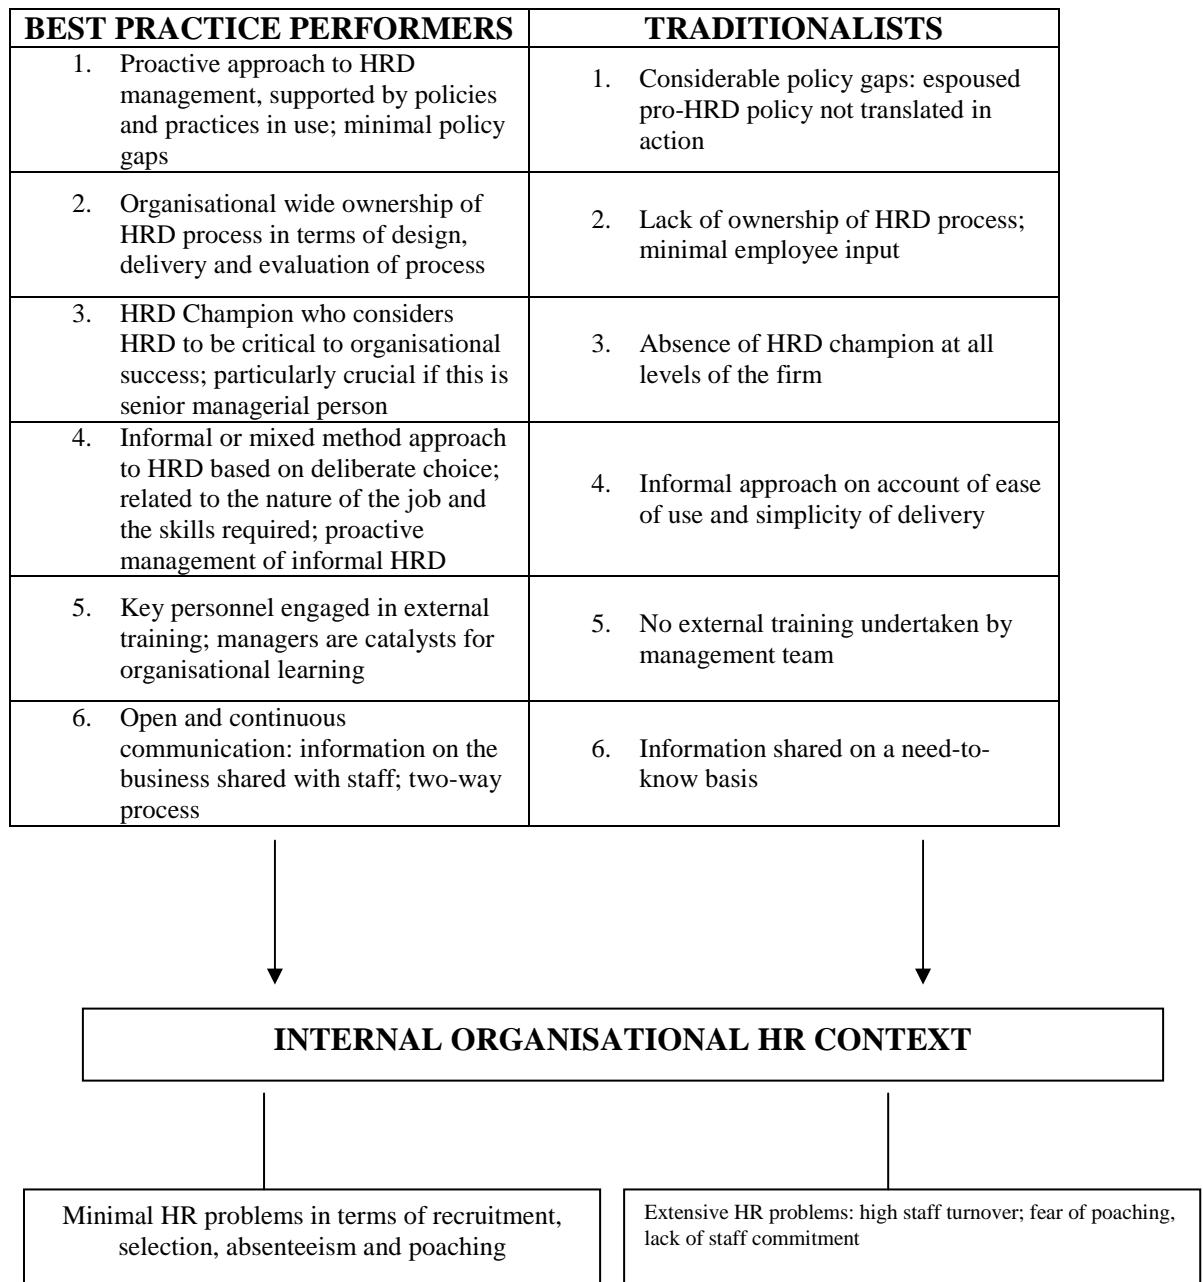 BEST PRACTICE PERFORMERS
TRADITIONALISTS
1. Proactive approach to HRD
management, supported by policies
and practices in use; minimal policy
gaps
1. Considerable policy gaps: espoused
pro-HRD policy not translated in
action
2. Organisational wide ownership of
HRD process in terms of design,
delivery and evaluation of process
2. Lack of ownership of HRD process;
minimal employee input
3. HRD Champion who considers
HRD to be critical to organisational
success; particularly crucial if this is
senior managerial person
3. Absence of HRD champion at all
levels of the firm
4. Informal or mixed method approach
to HRD based on deliberate choice;
related to the nature of the job and
the skills required; proactive
management of informal HRD
4. Informal approach on account of ease
of use and simplicity of delivery
5. Key personnel engaged in external
training; managers are catalysts for
organisational learning
5. No external training undertaken by
management team
6. Open and continuous
communication: information on the
business shared with staff; two-way
process
6. Information shared on a need-to-
know basis
INTERNAL ORGANISATIONAL HR CONTEXT
Minimal HR problems in terms of recruitment,
selection, absenteeism and poaching
Extensive HR problems: high staff turnover; fear of poaching,
lack of staff commitment